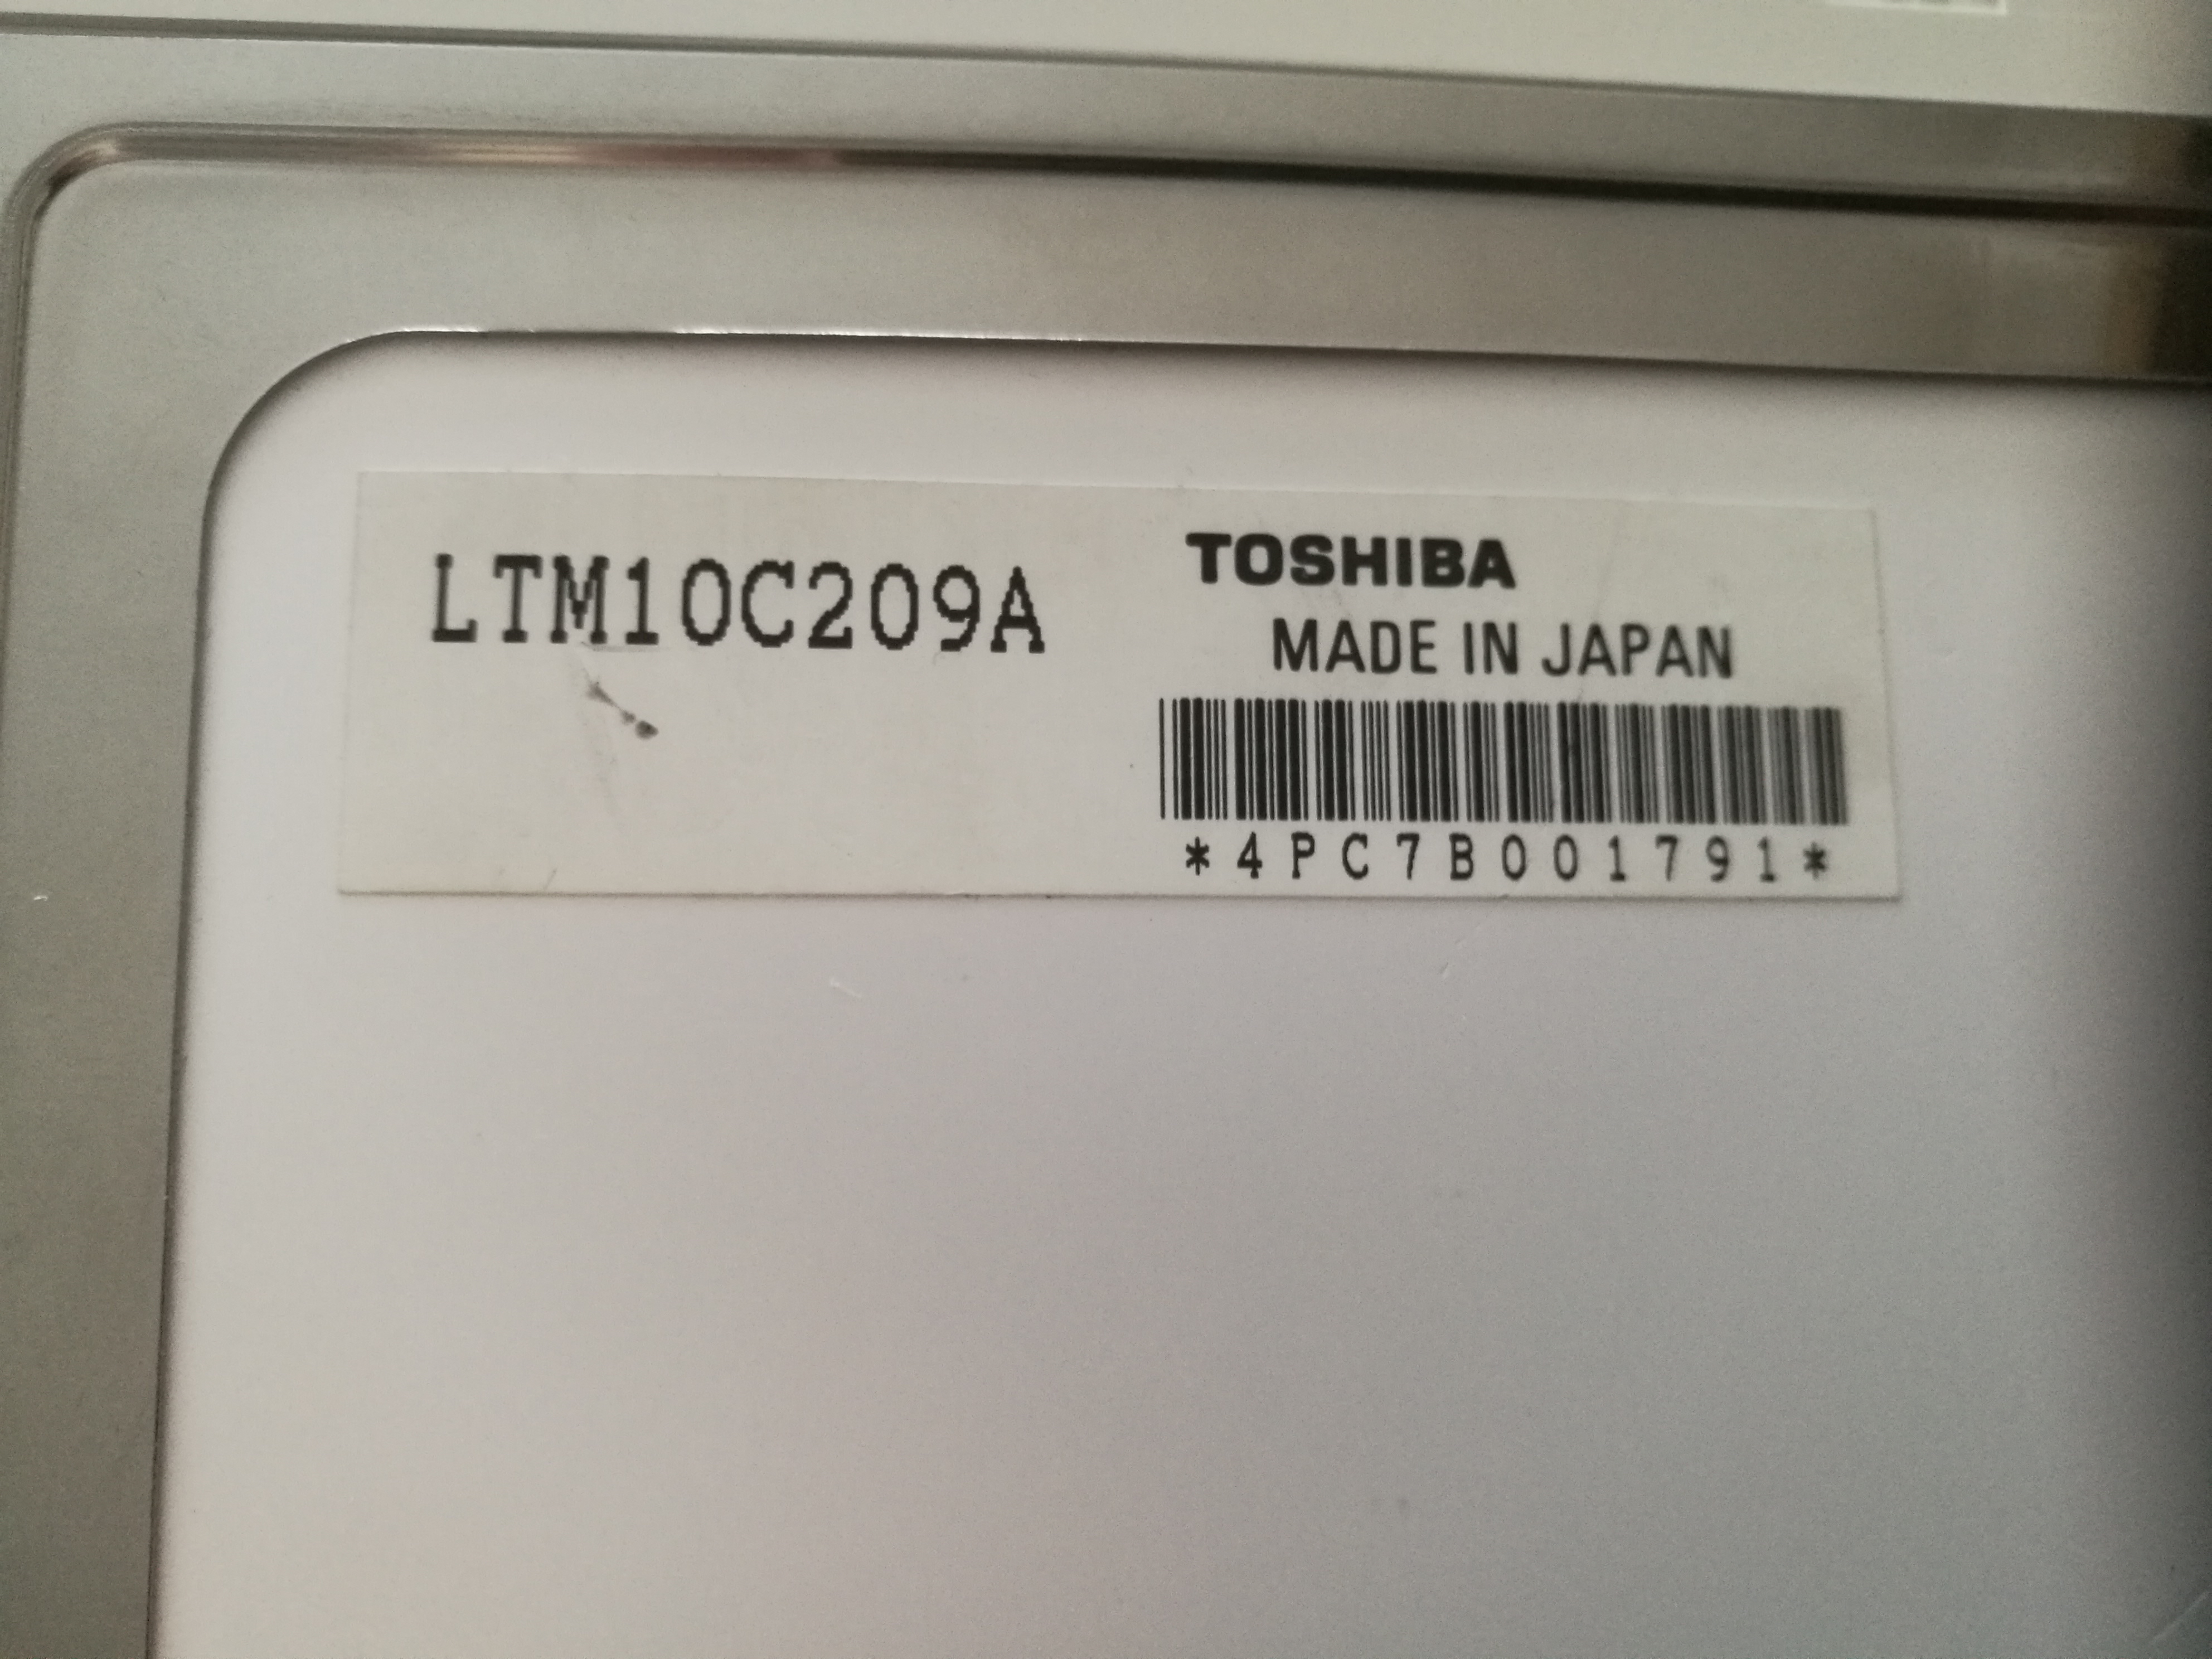 LTM10C209A
TOSHIBA
MADE IN JAPAN
*4PC7B001791*